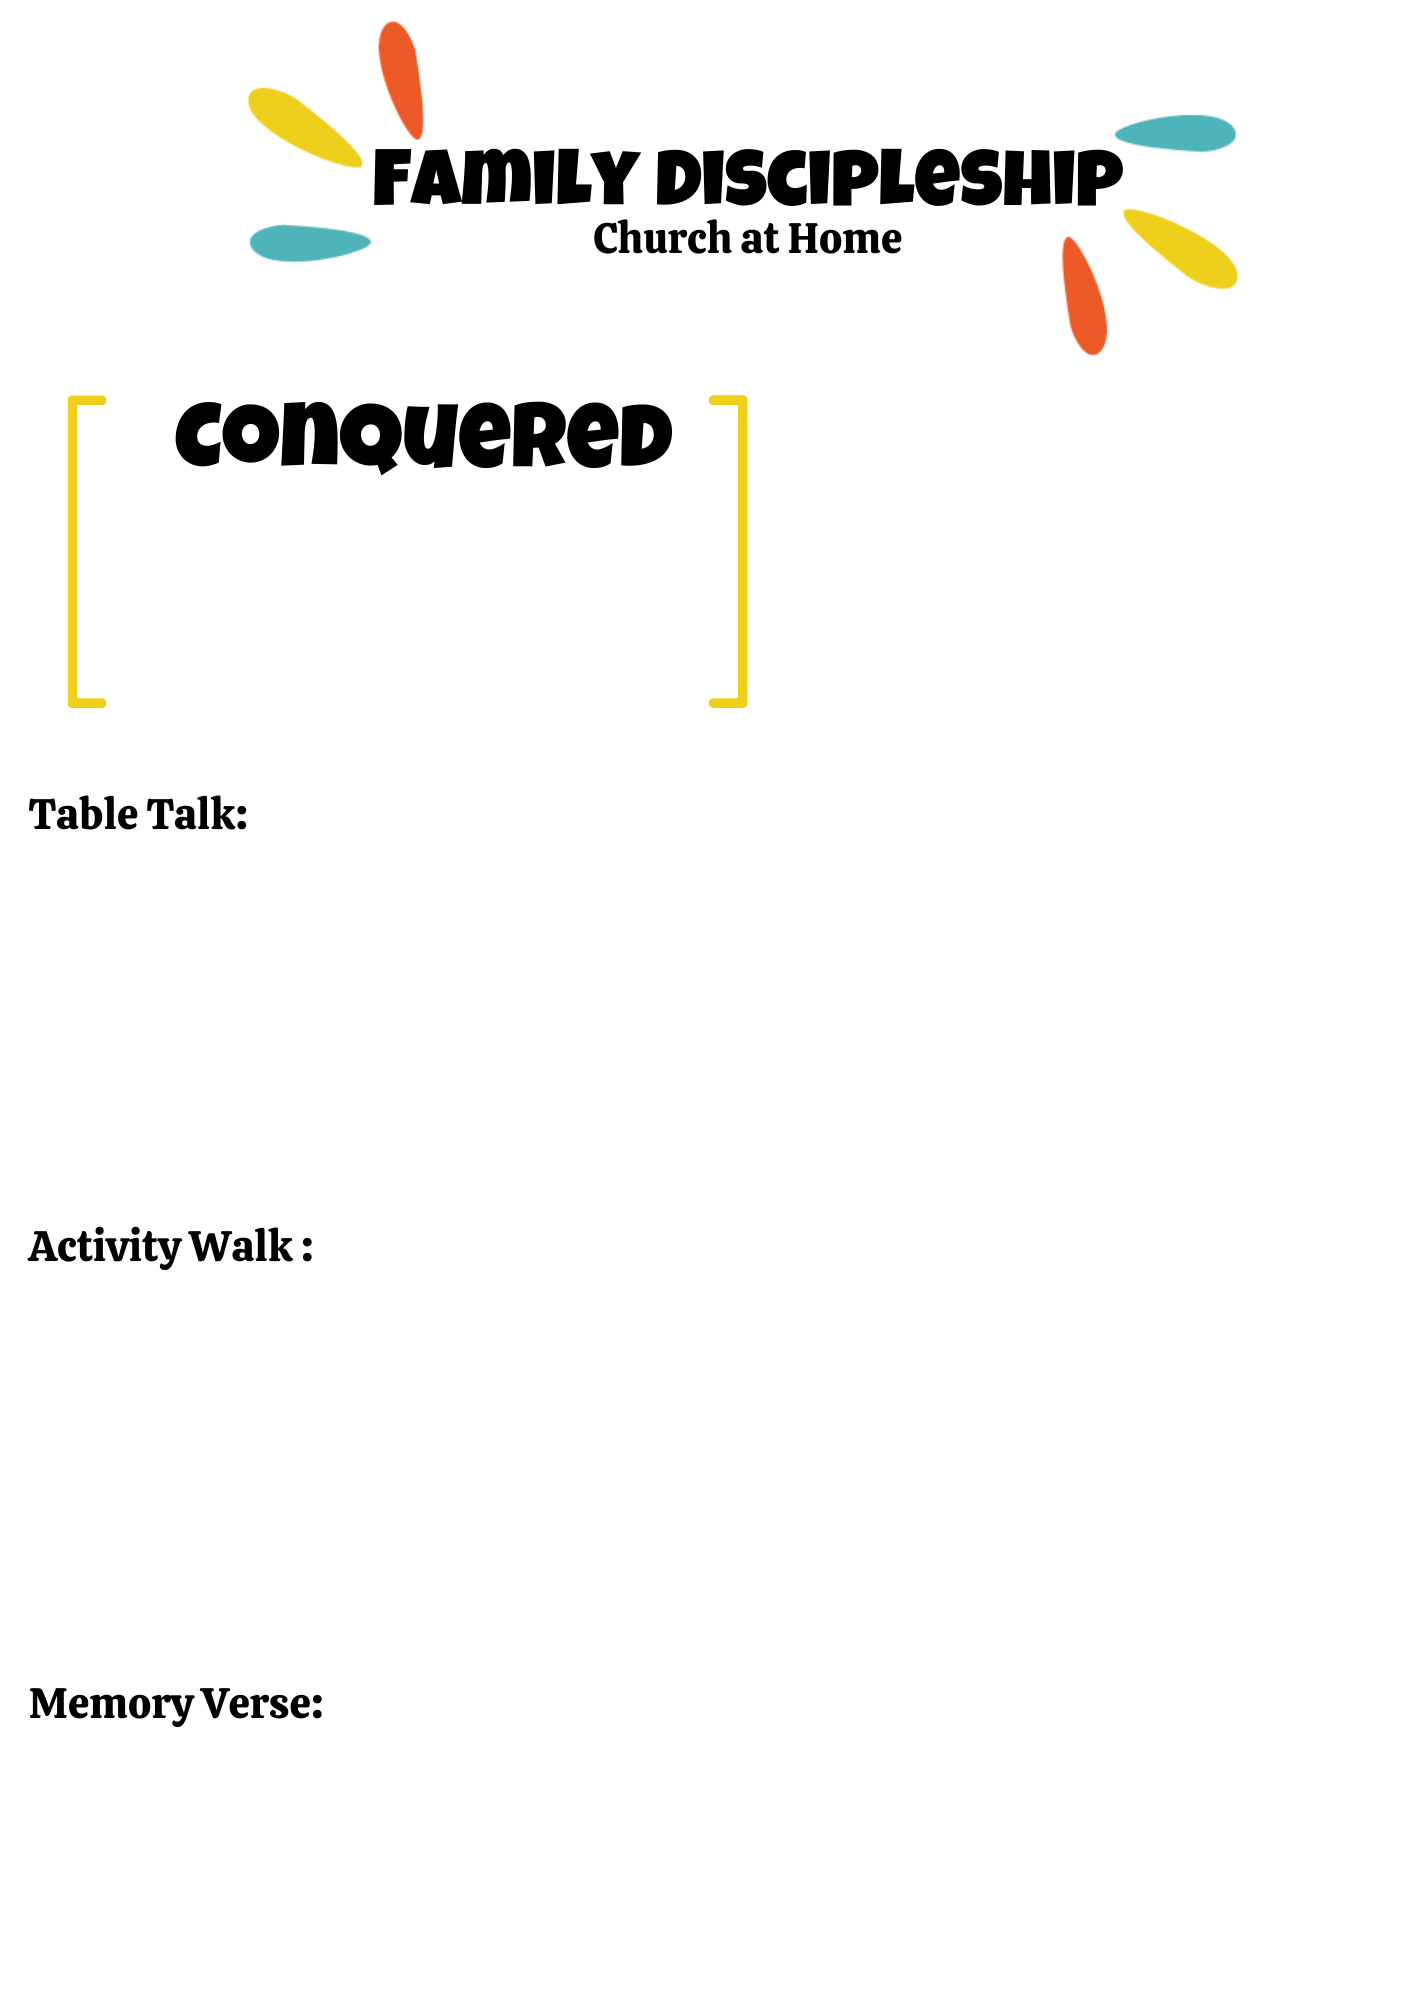 FAMILY DISCIPLESHIP
Church at Home
CONQUERED
Table Talk:
Activity Walk :
Memory Verse: